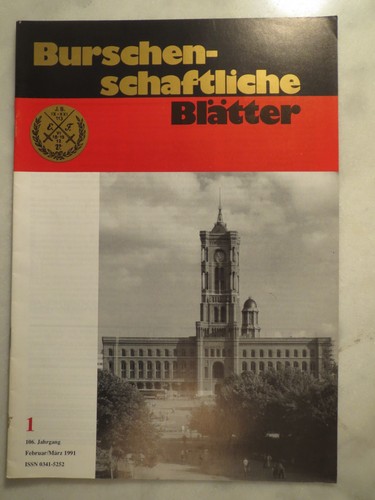 Burschen-
schaftliche
Blätter
1
106. Jahrgang
Februar/März 1991
ISSN 0341-5252